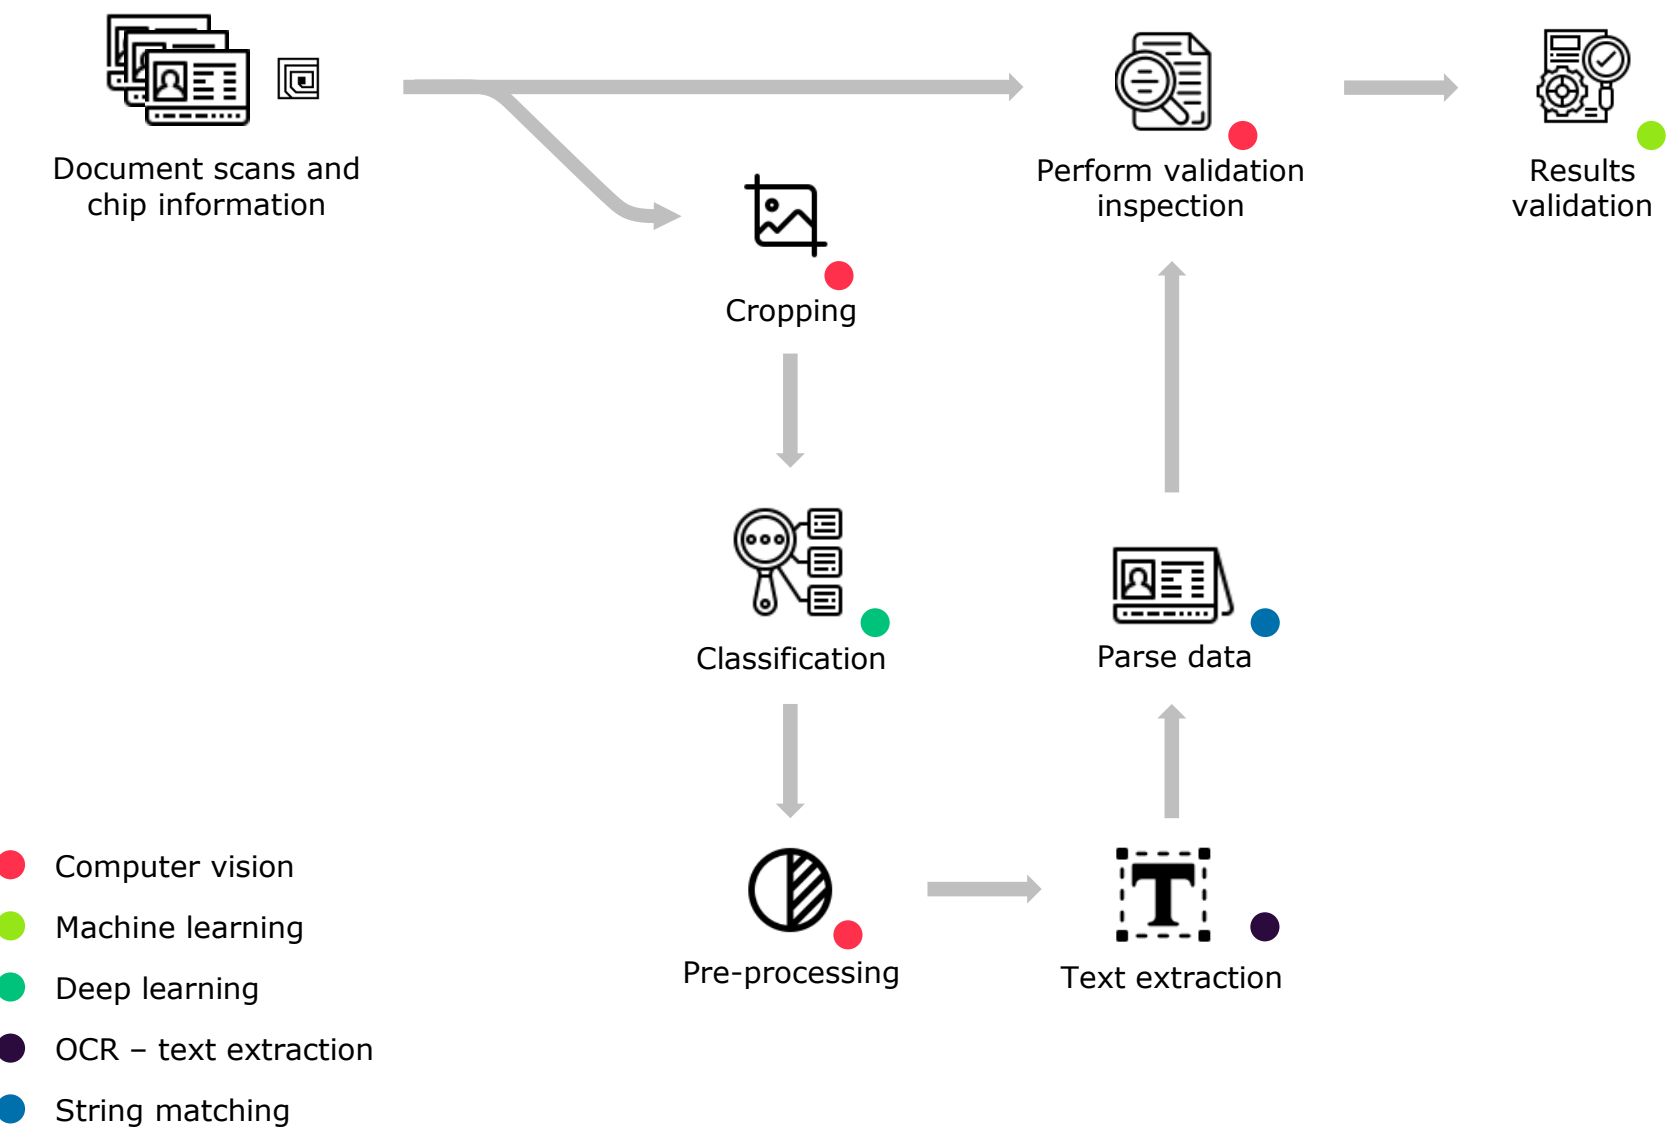 Document scans and
chip information
Perform validation
inspection
Results
validation
Cropping
Classification
Parse data
Pre-processing
Text extraction
Computer vision
Machine learning
Deep learning
OCR – text extraction
String matching